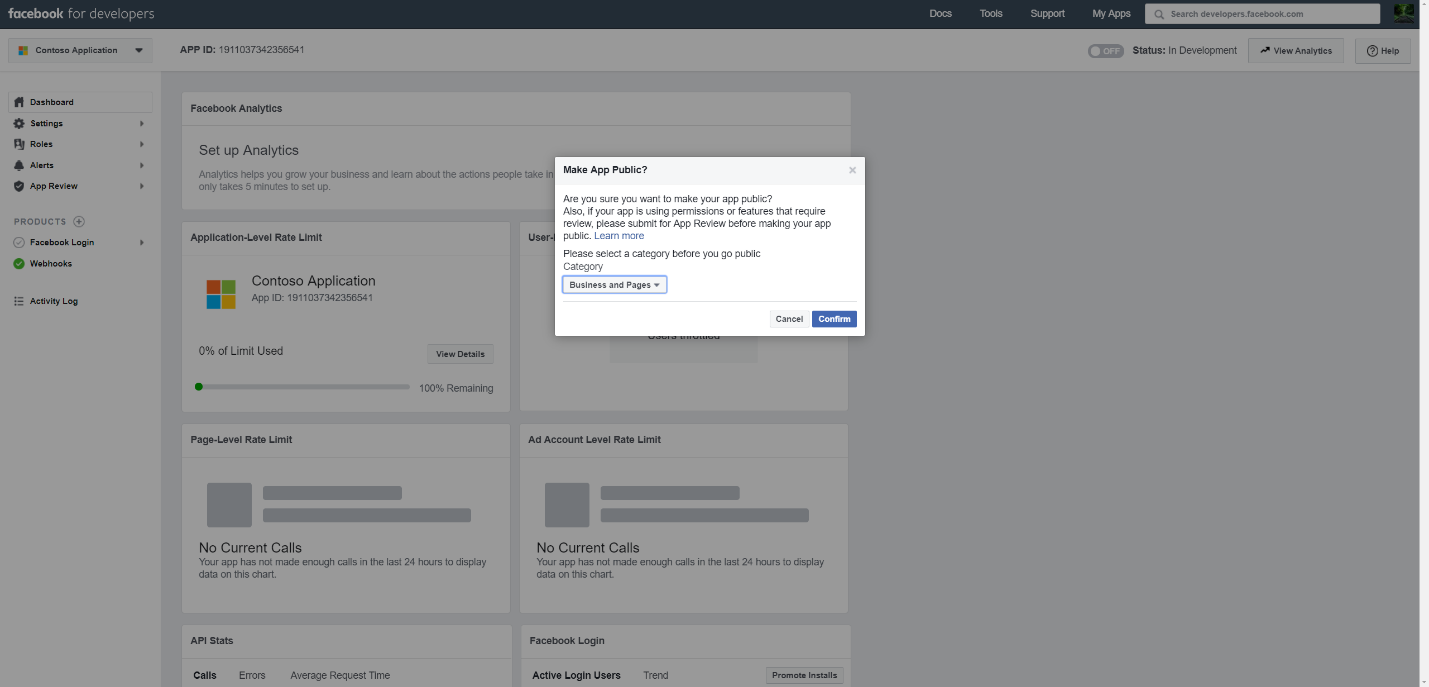 facebook for developers
Docs
Tools
Support
My Apps
Search developers.facebook.com
Contoso Application
APP ID: 1911037342356541
OFF
Status: In Development
View Analytics
Help
Dashboard
Settings
Roles
Alerts
App Review
PRODUCTS
Facebook Login
Webhooks
Activity Log
Facebook Analytics
Set up Analytics
Analytics helps you grow your business and learn about the actions people take in
only takes 5 minutes to set up.
Make App Public?
Are you sure you want to make your app public?
Also, if your app is using permissions or features that require
review, please submit for App Review before making your app
public. Learn more
Please select a category before you go public
Category
Business and Pages
Cancel
Confirm
Application-Level Rate Limit
Contoso Application
App ID: 1911037342356541
0% of Limit Used
View Details
100% Remaining
User-
Users throttled
Page-Level Rate Limit
No Current Calls
Your app has not made enough calls in the last 24 hours to display
data on this chart.
Ad Account Level Rate Limit
No Current Calls
Your app has not made enough calls in the last 24 hours to display
data on this chart.
API Stats
Calls
Errors
Average Request Time
Facebook Login
Active Login Users
Trend
Promote Installs